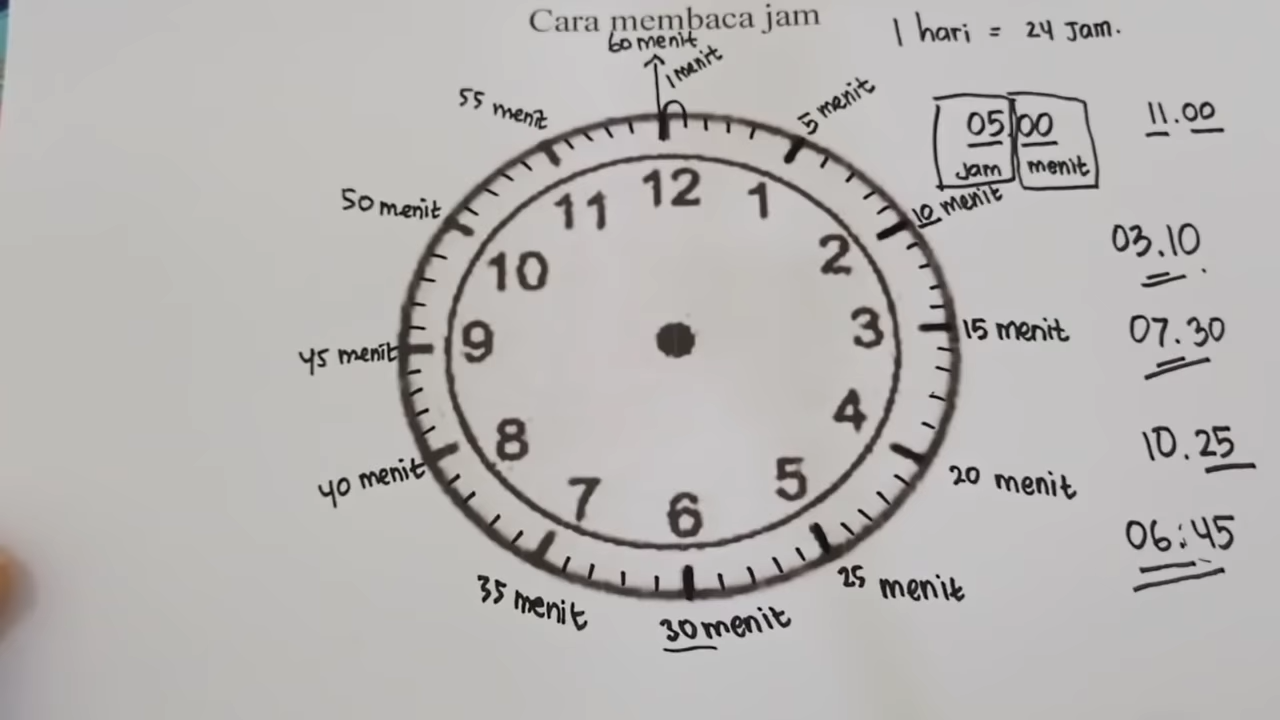 Cara membaca jam
60 menit
1 menit
5 menit
10 menit
15 menit
20 menit
25 menit
30 menit
35 menit
40 menit
45 menit
50 menit
55 menit
12
1
2
3
4
5
6
7
8
9
10
11
1 hari = 24 Jam.
05.00
Jam menit
11.00
03.10
07.30
10.25
06:45